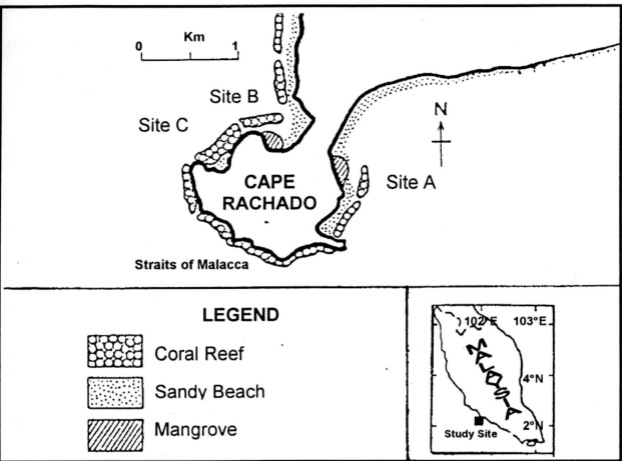 Km
0 1
Site B
Site C
N
Site A
CAPE
RACHADO
Straits of Malacca
LEGEND
Coral Reef
Sandy Beach
Mangrove
102°E 103°E
MALAYSIA
4°N
2°N
Study Site